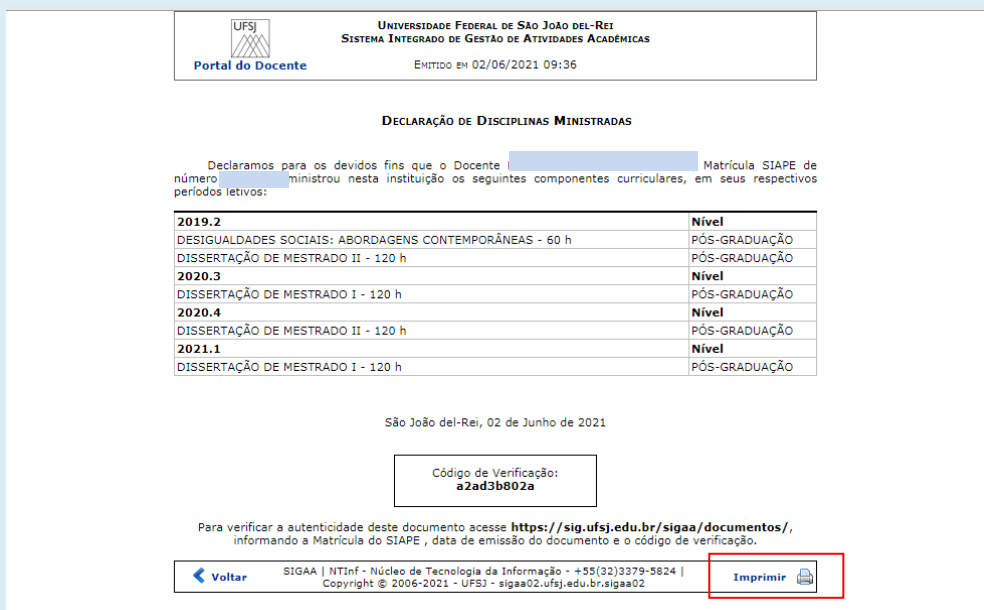 UFSJ
Portal do Docente
Universidade Federal de São João del-Rei
Sistema Integrado de Gestão de Atividades Acadêmicas
Emitido em 02/06/2021 09:36
Declaração de Disciplinas Ministradas
Declaramos para os devidos fins que o Docente Matrícula SIAPE de
número ministrou nesta instituição os seguintes componentes curriculares, em seus respectivos
períodos letivos:
2019.2 Nível
DESIGUALDADES SOCIAIS: ABORDAGENS CONTEMPORÂNEAS - 60 h PÓS-GRADUAÇÃO
DISSERTAÇÃO DE MESTRADO II - 120 h PÓS-GRADUAÇÃO
2020.3 Nível
DISSERTAÇÃO DE MESTRADO I - 120 h PÓS-GRADUAÇÃO
2020.4 Nível
DISSERTAÇÃO DE MESTRADO II - 120 h PÓS-GRADUAÇÃO
2021.1 Nível
DISSERTAÇÃO DE MESTRADO I - 120 h PÓS-GRADUAÇÃO
São João del-Rei, 02 de Junho de 2021
Código de Verificação:
a2ad3b802a
Para verificar a autenticidade deste documento acesse https://sig.ufsj.edu.br/sigaa/documentos/,
informando a Matrícula do SIAPE , data de emissão do documento e o código de verificação.
Voltar
SIGAA | NTInf - Núcleo de Tecnologia da Informação - +55(32)3379-5824 |
Copyright © 2006-2021 - UFSJ - sigaa02.ufsj.edu.br.sigaa02
Imprimir